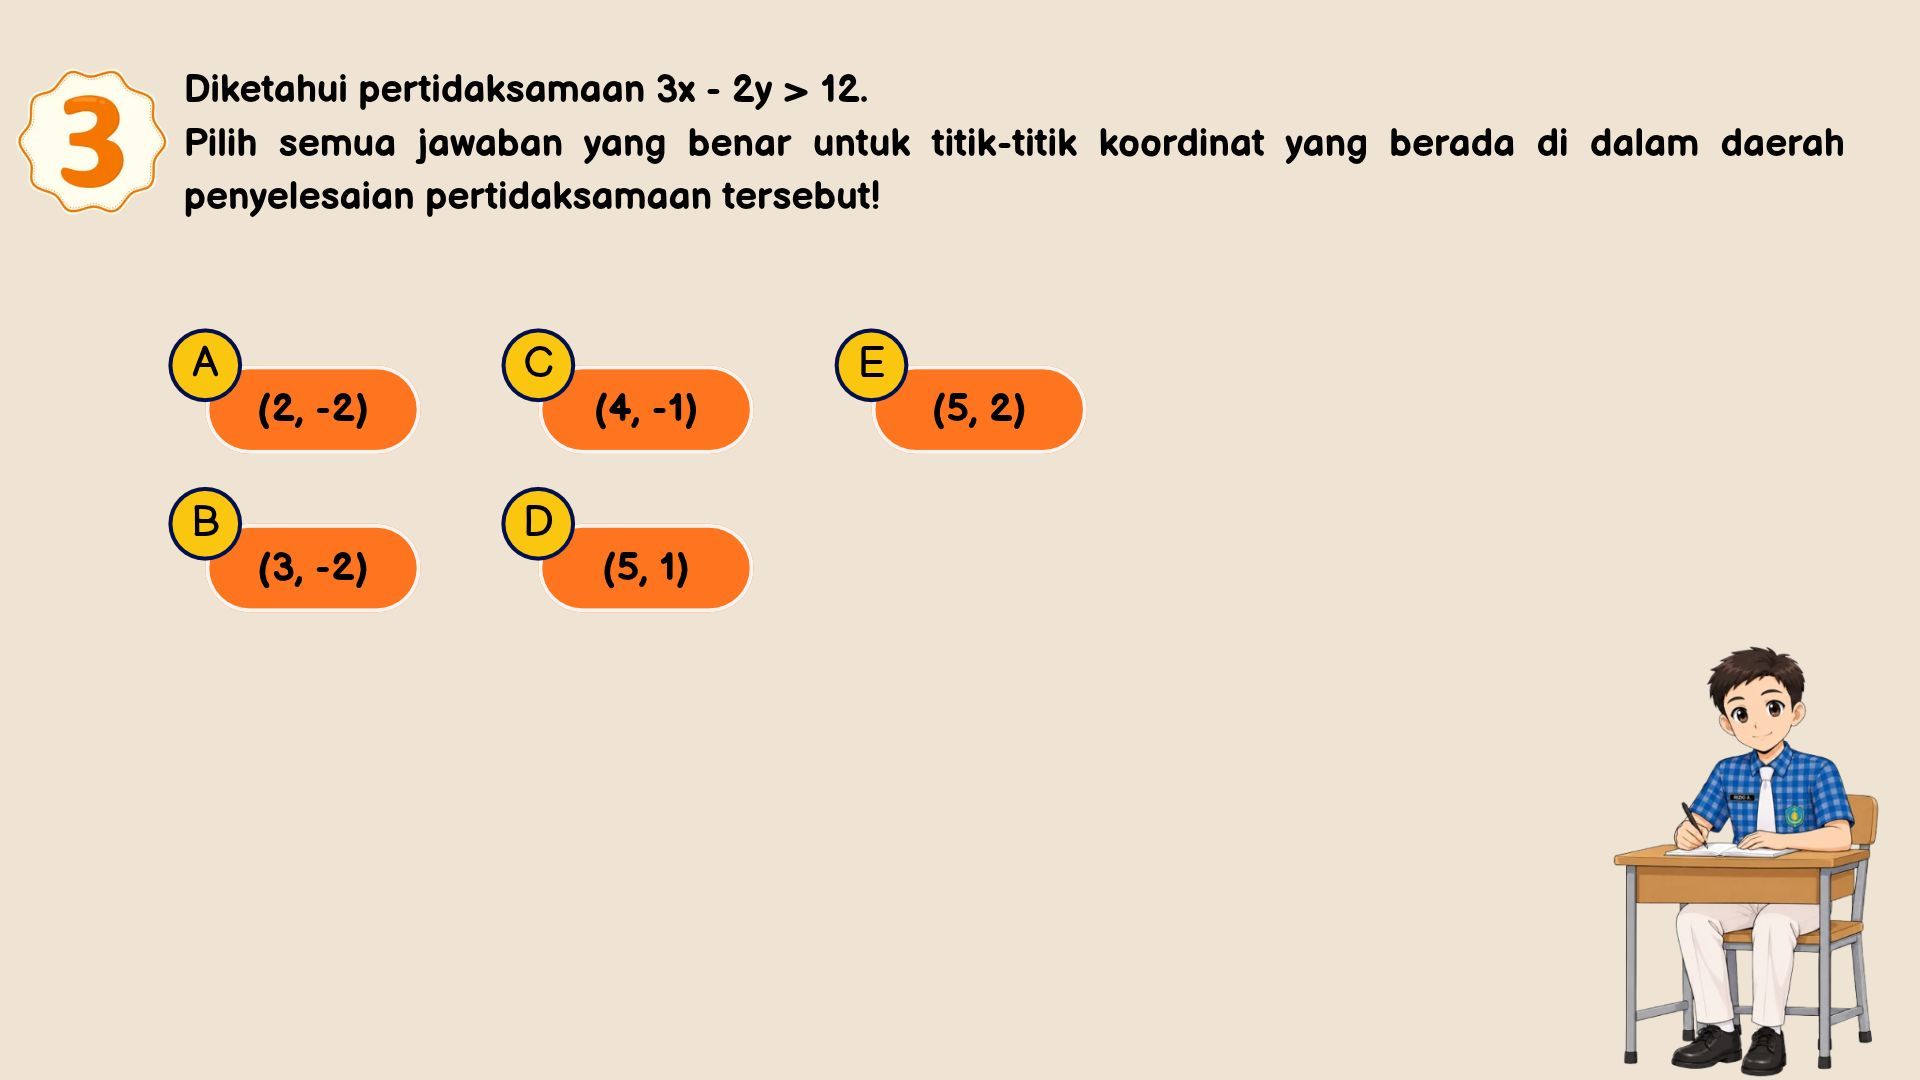 3
Diketahui pertidaksamaan 3x - 2y > 12.
Pilih semua jawaban yang benar untuk titik-titik koordinat yang berada di dalam daerah
penyelesaian pertidaksamaan tersebut!
A
(2, -2)
C
(4, -1)
E
(5, 2)
B
(3, -2)
D
(5, 1)